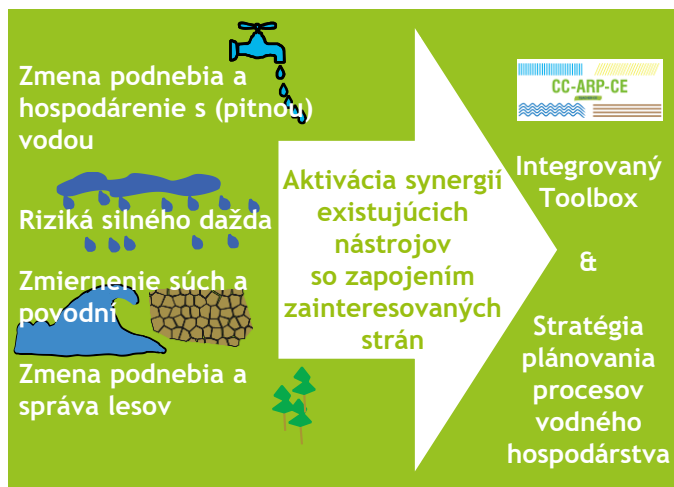 Zmena podnebia a
hospodárenie s (pitnou)
vodou
Riziká silného dažda
Zmiernenie súch a
povodní
Zmena podnebia a
správa lesov
Aktivácia synergií
existujúcich
nástrojov
so zapojením
zainteresovaných
strán
CC-ARP-CE
Integrovaný
Toolbox
&
Stratégia
plánovania
procesov
vodného
hospodárstva